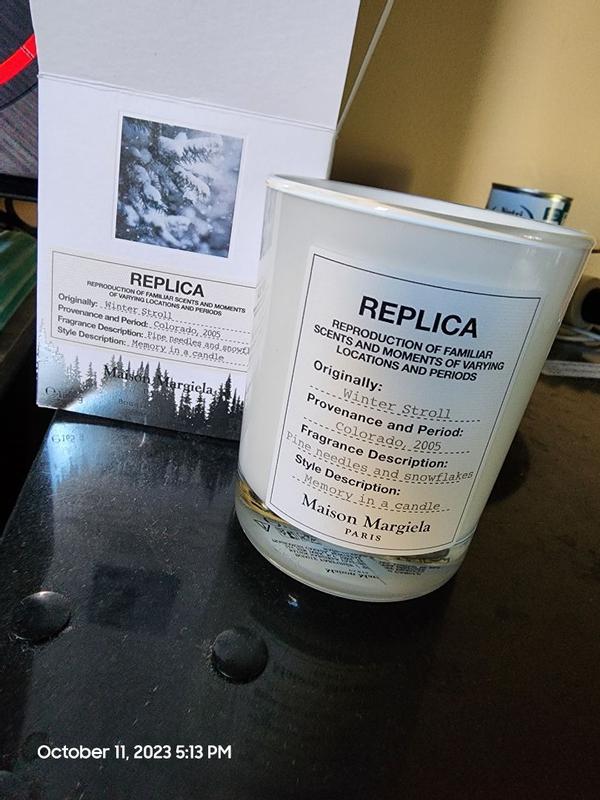 REPLICA
REPRODUCTION OF FAMILIAR SCENTS AND MOMENTS
OF VARYING LOCATIONS AND PERIODS
Originally: Winter Stroll
Provenance and Period: Colorado, 2005
Fragrance Description: Pine needles and snowfl
Style Description: Memory in a candle
Maison Margiela
REPLICA
REPRODUCTION OF FAMILIAR
SCENTS AND MOMENTS OF VARYING
LOCATIONS AND PERIODS
Originally:
Winter Stroll
Provenance and Period:
Colorado, 2005
Fragrance Description:
Pine needles and snowflakes
Style Description:
Memory in a candle
Maison Margiela
PARIS
October 11, 2023 5:13 PM